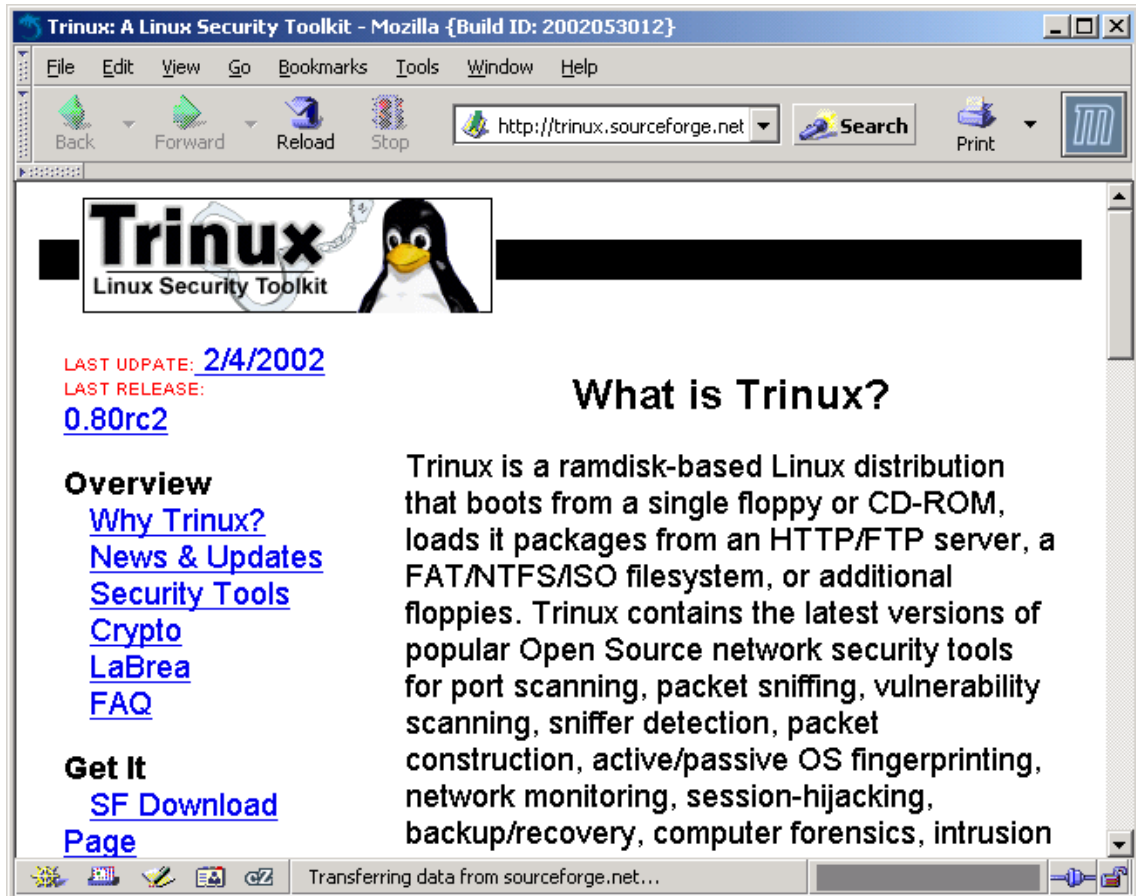 Trinux: A Linux Security Toolkit - Mozilla {Build ID: 2002053012}
File Edit View Go Bookmarks Tools Window Help
Back Forward Reload Stop http://trinux.sourceforge.net Search Print
Trinux
Linux Security Toolkit
LAST UDPATE: 2/4/2002
LAST RELEASE:
0.80rc2
Overview
Why Trinux?
News & Updates
Security Tools
Crypto
LaBrea
FAQ
Get It
SF Download
Page
What is Trinux?
Trinux is a ramdisk-based Linux distribution
that boots from a single floppy or CD-ROM,
loads it packages from an HTTP/FTP server, a
FAT/NTFS/ISO filesystem, or additional
floppies. Trinux contains the latest versions of
popular Open Source network security tools
for port scanning, packet sniffing, vulnerability
scanning, sniffer detection, packet
construction, active/passive OS fingerprinting,
network monitoring, session-hijacking,
backup/recovery, computer forensics, intrusion
Transferring data from sourceforge.net...